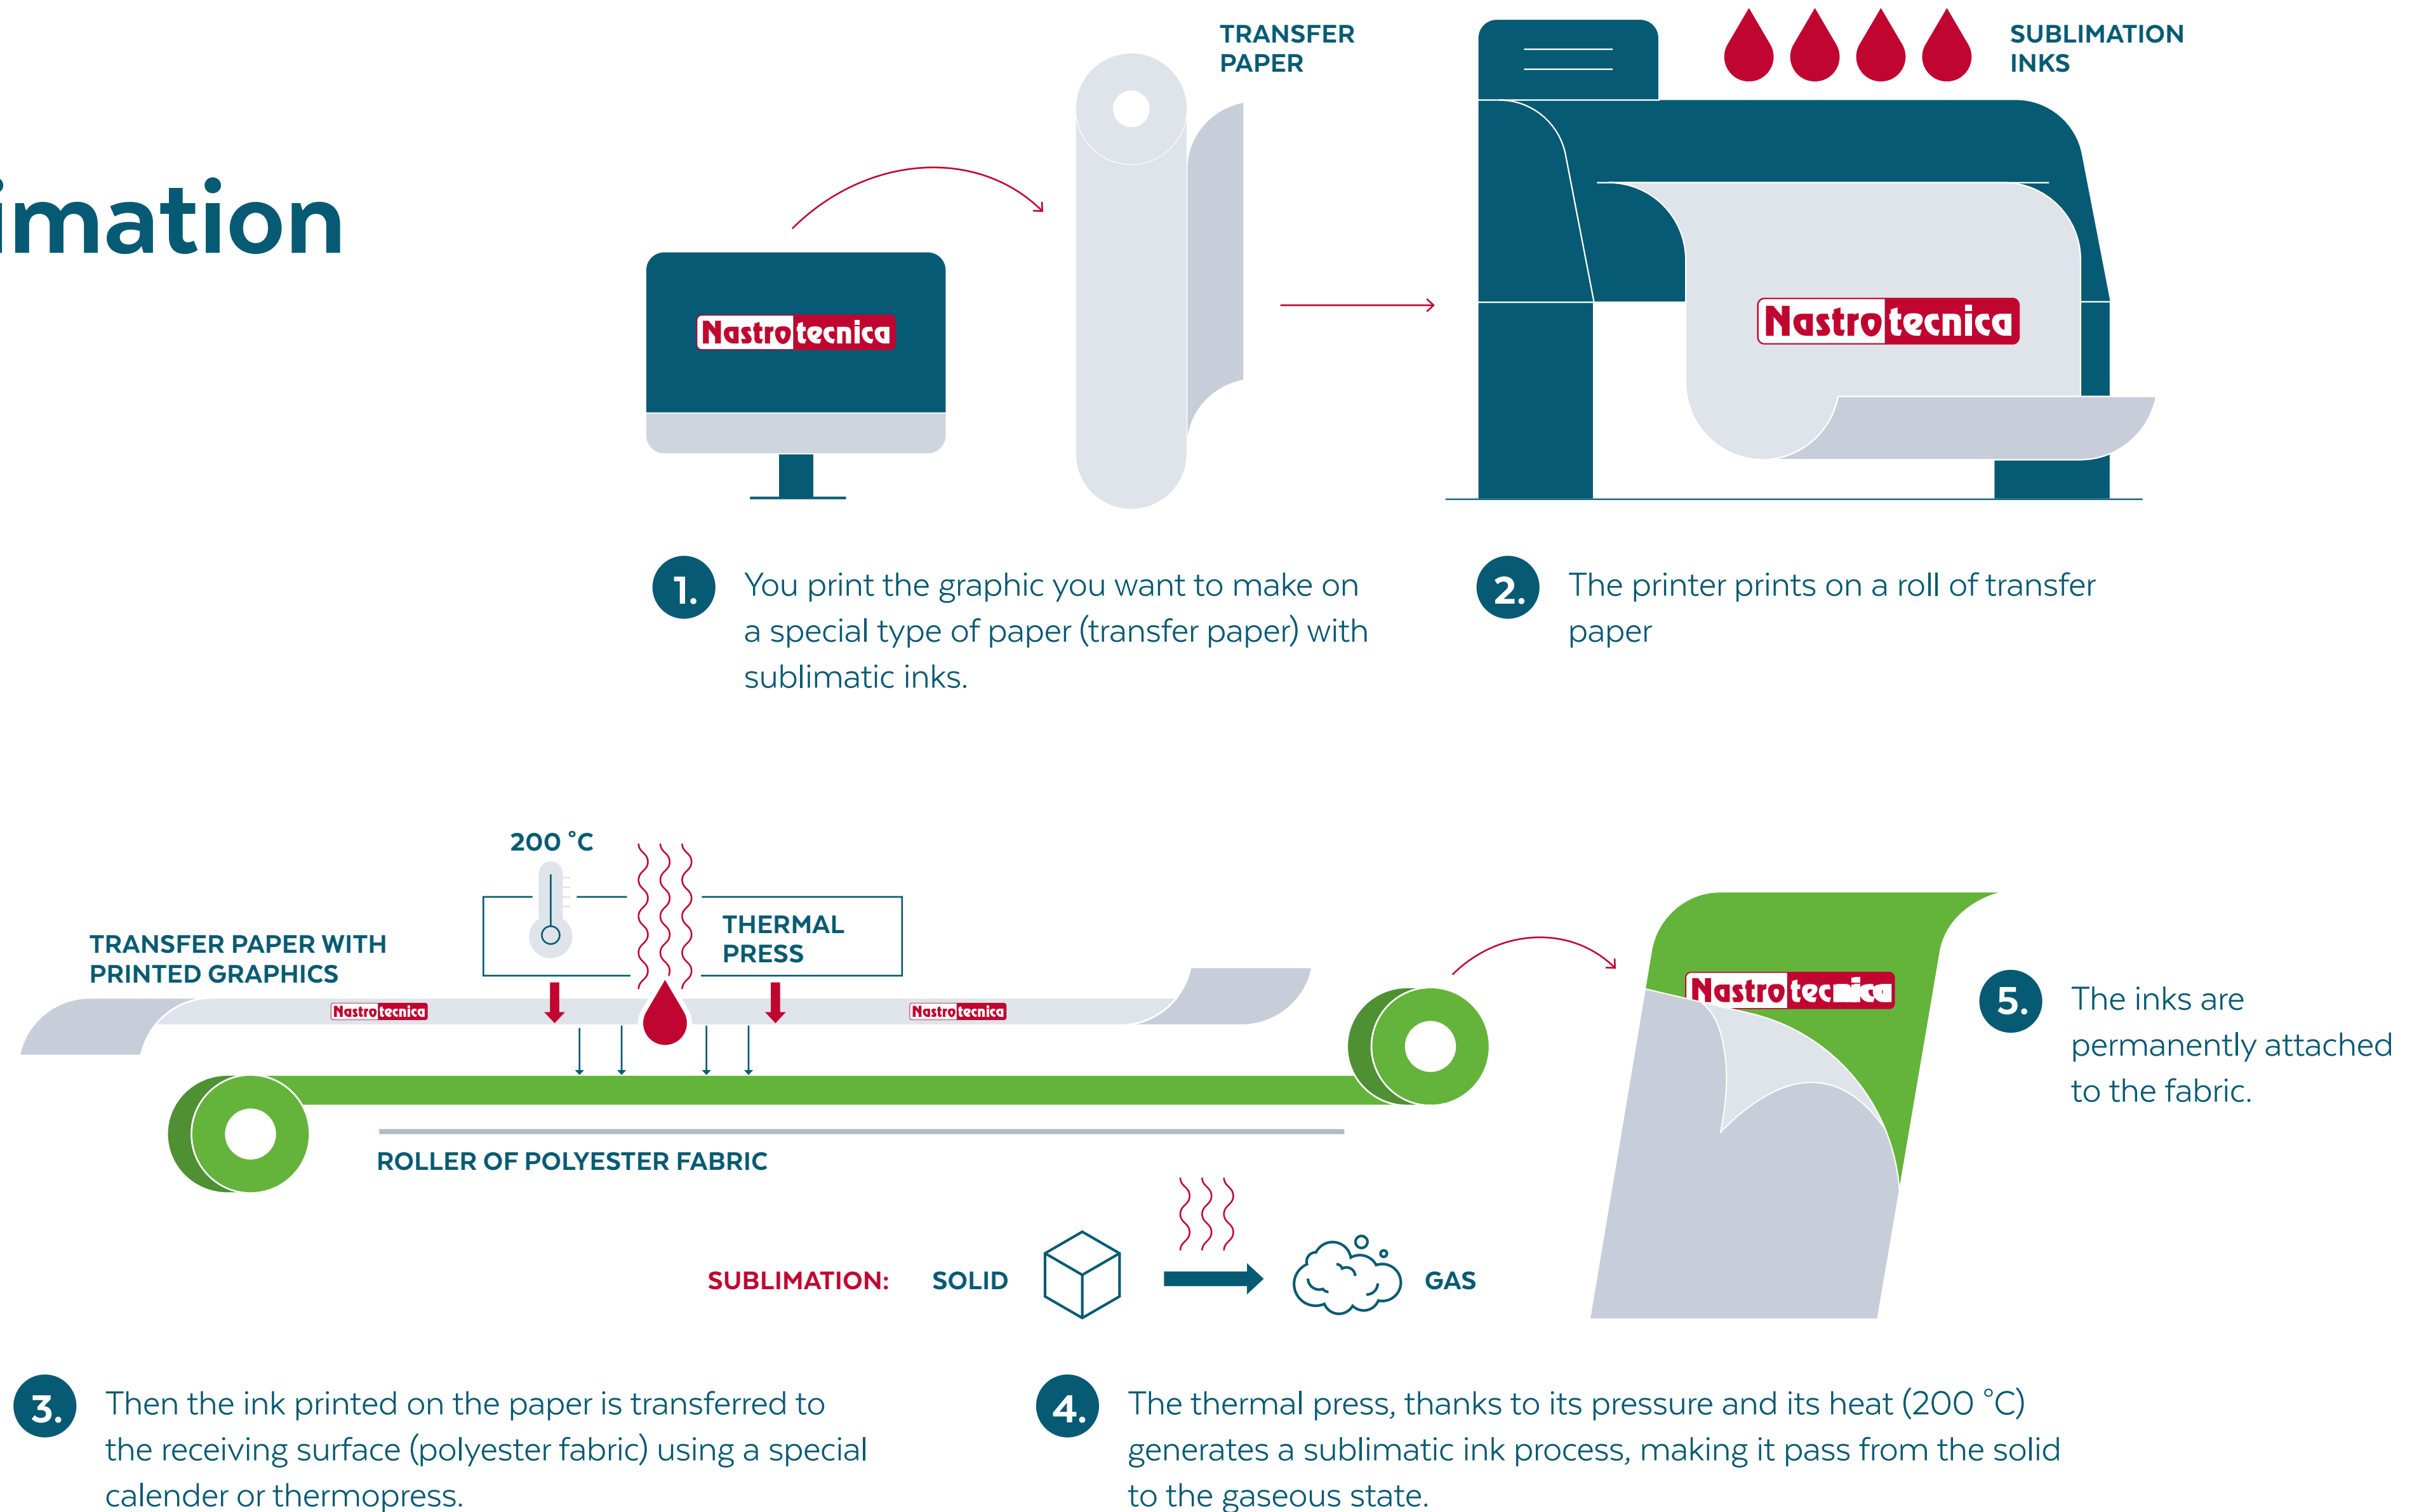 imation
TRANSFER
PAPER
SUBLIMATION
INKS
Nastrotecnica
Nastrotecnica
1.
You print the graphic you want to make on
a special type of paper (transfer paper) with
sublimatic inks.
2.
The printer prints on a roll of transfer
paper
200 °C
THERMAL
PRESS
TRANSFER PAPER WITH
PRINTED GRAPHICS
Nastrotecnica
Nastrotecnica
Nastrotecnica
ROLLER OF POLYESTER FABRIC
5.
The inks are
permanently attached
to the fabric.
SUBLIMATION: SOLID GAS
3.
Then the ink printed on the paper is transferred to
the receiving surface (polyester fabric) using a special
calender or thermopress.
4.
The thermal press, thanks to its pressure and its heat (200 °C)
generates a sublimatic ink process, making it pass from the solid
to the gaseous state.